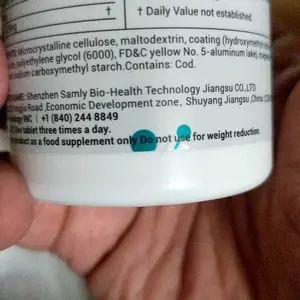 † † Daily Value not established.
Microcrystalline cellulose, maltodextrin, coating (hydroxymethyl
polyethylene glycol (6000), FD&C yellow No. 5-aluminum lake),
sodium carboxymethyl starch.Contains: Cod.
NAME: Shenzhen Samly Bio-Health Technology Jiangsu CO.,LTD
Road ,Economic Development zone , Shuyang Jiangsu ,China
INC | +1 (840) 244 8849
One tablet three times a day.
product as a food supplement only Do not use for weight reduction.